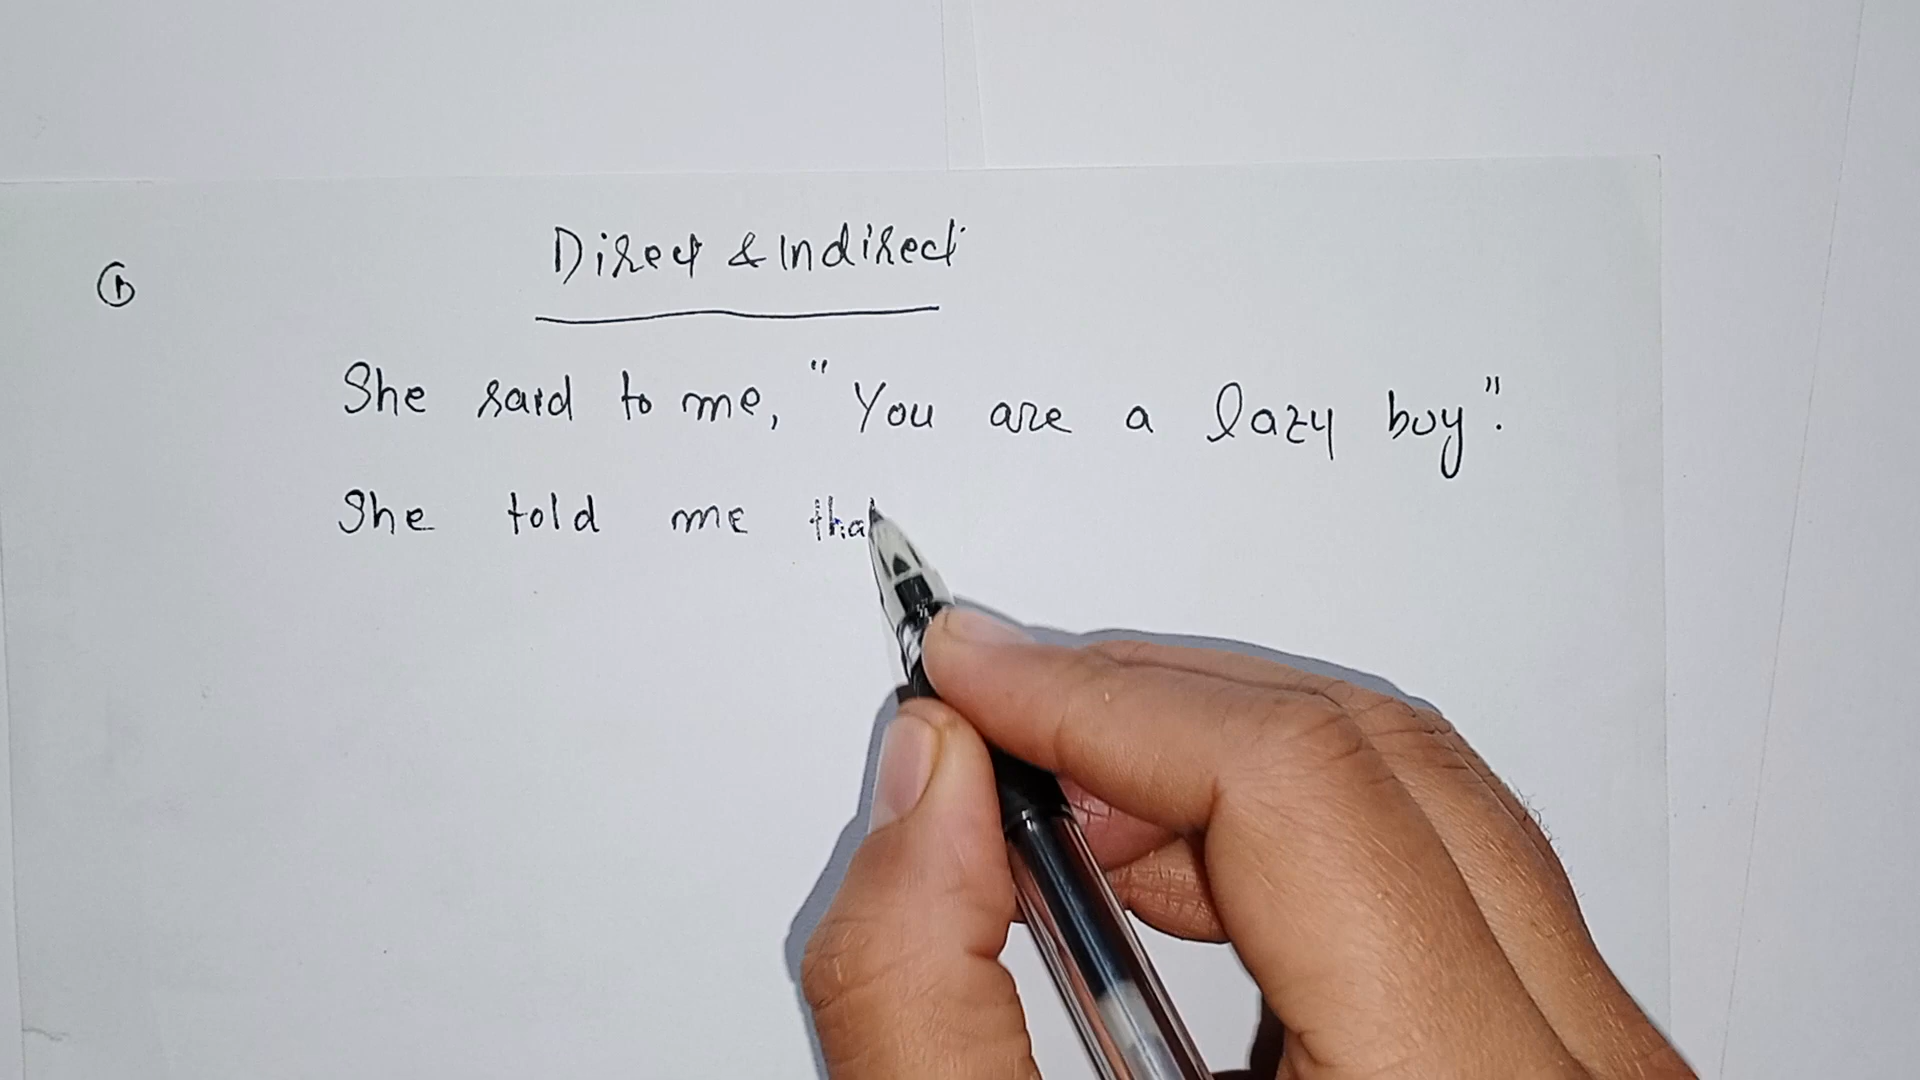 ① Direct & Indirect
She said to me, "You are a lazy boy".
She told me that